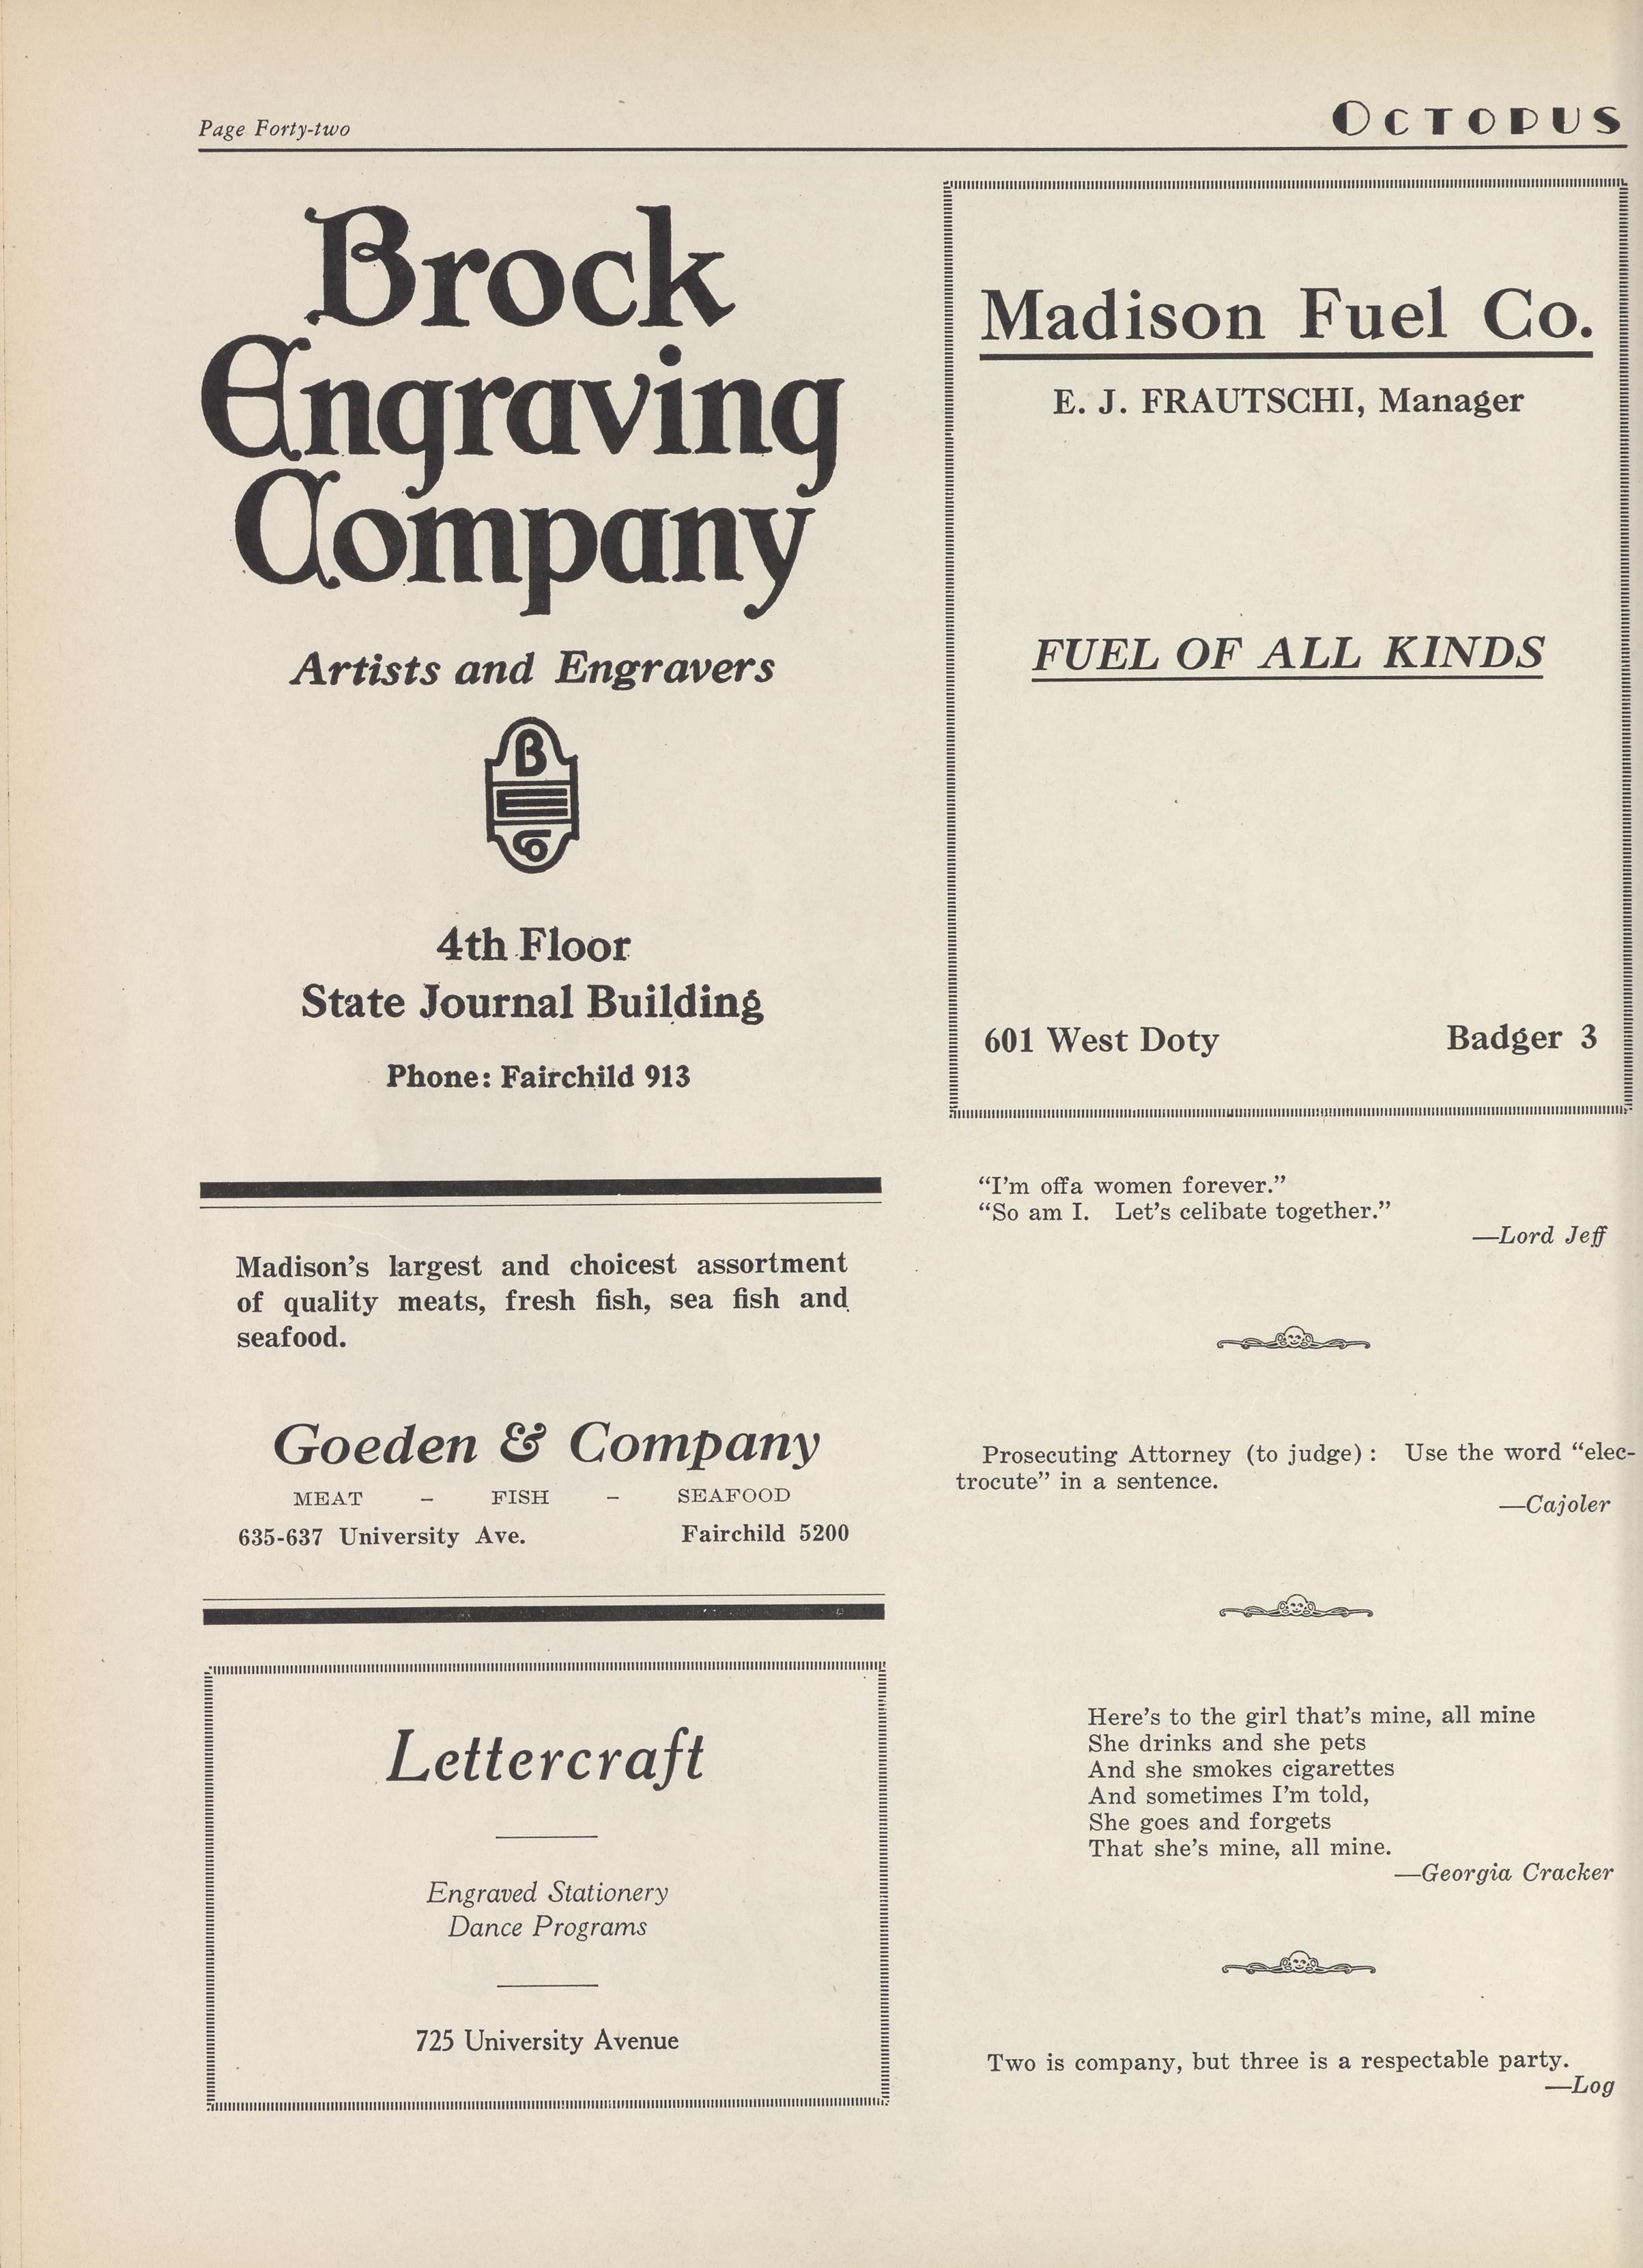 Page Forty-two
OCTOPUS
Brock
Engraving
Company
Artists and Engravers
B
E
4th Floor
State Journal Building
Phone: Fairchild 913
Madison's largest and choicest assortment
of quality meats, fresh fish, sea fish and
seafood.
Goeden & Company
MEAT - FISH - SEAFOOD
635-637 University Ave. Fairchild 5200
Lettercraft
Engraved Stationery
Dance Programs
725 University Avenue
Madison Fuel Co.
E. J. FRAUTSCHI, Manager
FUEL OF ALL KINDS
601 West Doty Badger 3
“I'm offa women forever.”
“So am I. Let's celibate together.”
—Lord Jeff
Prosecuting Attorney (to judge): Use the word “elec-
trocute” in a sentence.
—Cajoler
Here's to the girl that's mine, all mine
She drinks and she pets
And she smokes cigarettes
And sometimes I'm told,
She goes and forgets
That she's mine, all mine.
—Georgia Cracker
Two is company, but three is a respectable party.
—Log